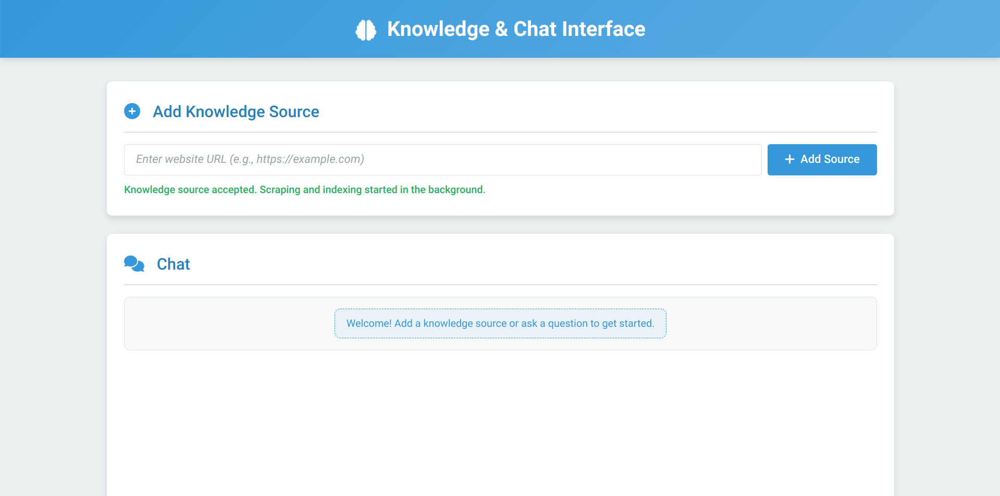 Knowledge & Chat Interface
Add Knowledge Source
Enter website URL (e.g., https://example.com)
Add Source
Knowledge source accepted. Scraping and indexing started in the background.
Chat
Welcome! Add a knowledge source or ask a question to get started.